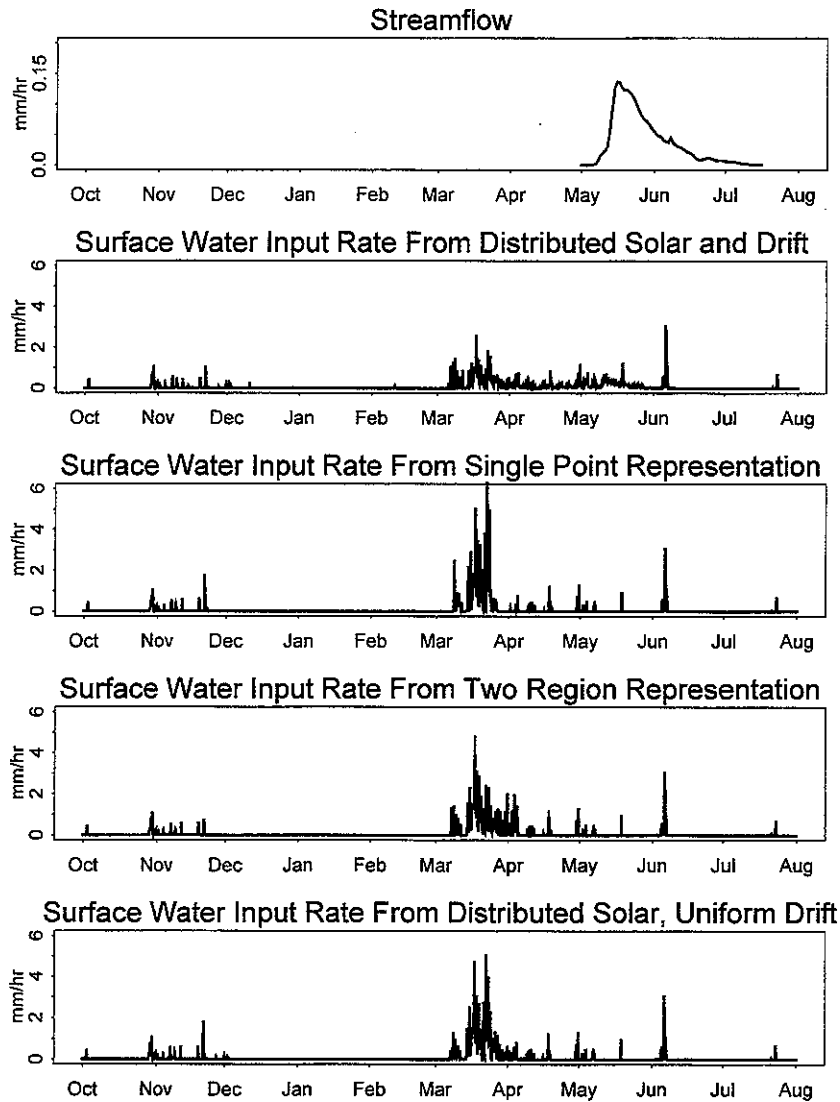 Streamflow
mm/hr
0.15
0.0
Oct Nov Dec Jan Feb Mar Apr May Jun Jul Aug
Surface Water Input Rate From Distributed Solar and Drift
mm/hr
6
4
2
0
Oct Nov Dec Jan Feb Mar Apr May Jun Jul Aug
Surface Water Input Rate From Single Point Representation
mm/hr
6
4
2
0
Oct Nov Dec Jan Feb Mar Apr May Jun Jul Aug
Surface Water Input Rate From Two Region Representation
mm/hr
6
4
2
0
Oct Nov Dec Jan Feb Mar Apr May Jun Jul Aug
Surface Water Input Rate From Distributed Solar, Uniform Drift
mm/hr
6
4
2
0
Oct Nov Dec Jan Feb Mar Apr May Jun Jul Aug